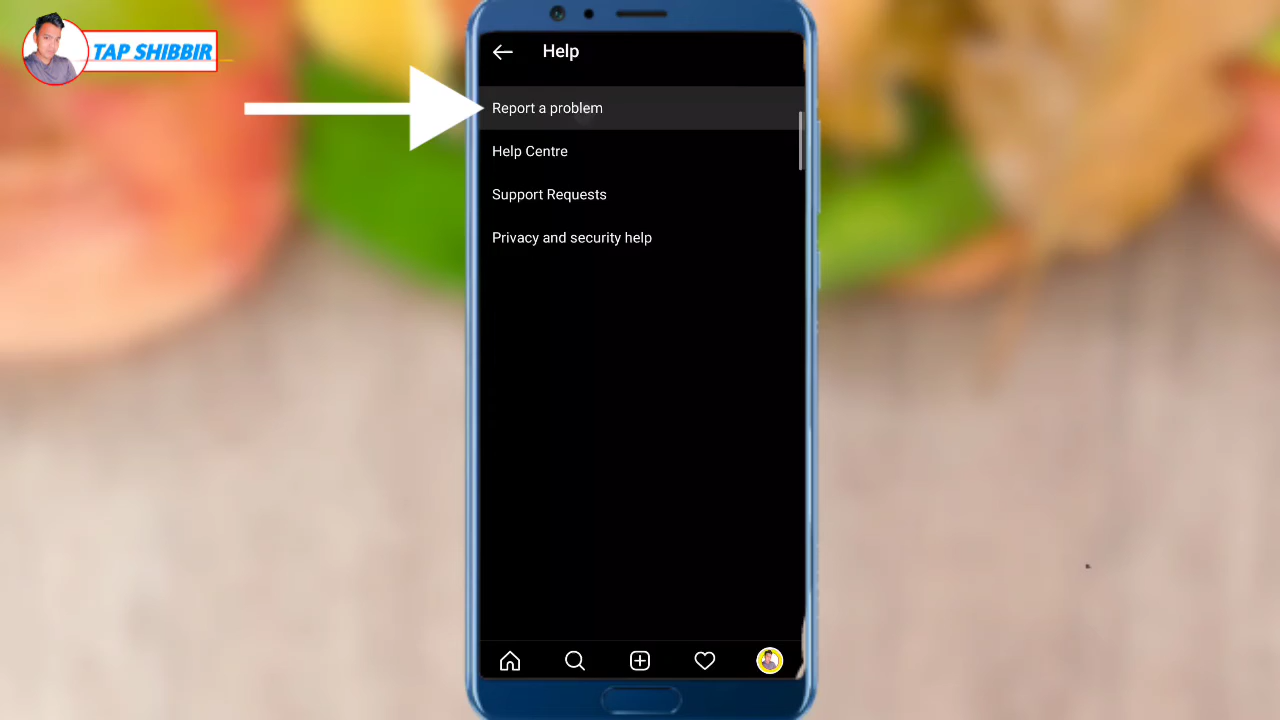 TAP SHIBBIR
Help
Report a problem
Help Centre
Support Requests
Privacy and security help